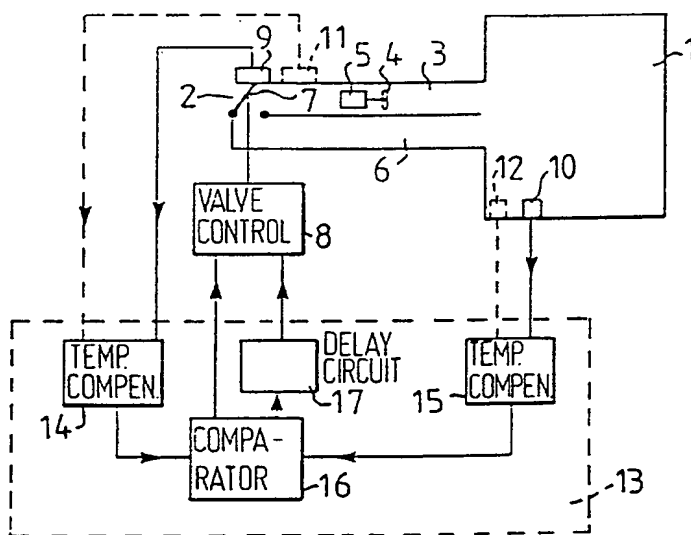 9
11
5
4
3
1
2
7
6
12
10
VALVE
CONTROL
8
TEMP.
COMPEN.
14
DELAY
CIRCUIT
17
TEMP.
COMPEN.
15
COMPA-
RATOR
16
13